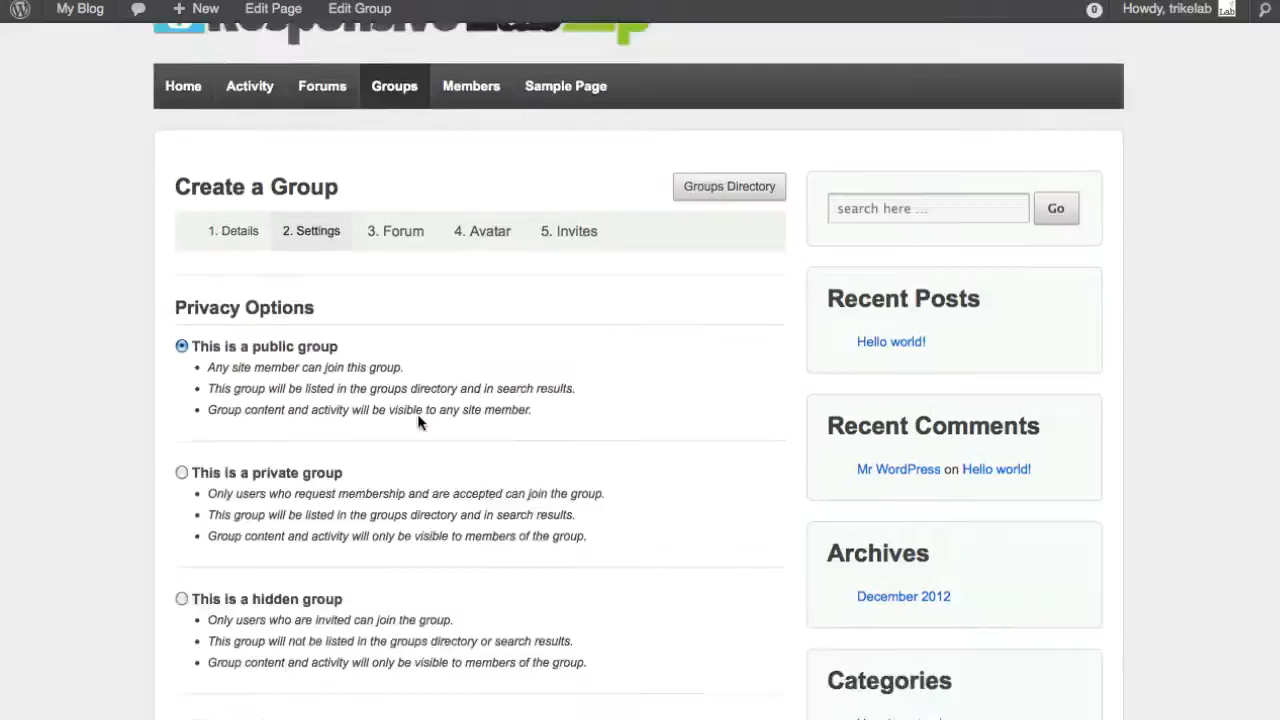 My Blog
New
Edit Page
Edit Group
0
Howdy, trikelab
Lab
Home
Activity
Forums
Groups
Members
Sample Page
Create a Group
Groups Directory
1. Details
2. Settings
3. Forum
4. Avatar
5. Invites
Privacy Options
This is a public group
• Any site member can join this group.
• This group will be listed in the groups directory and in search results.
• Group content and activity will be visible to any site member.
This is a private group
• Only users who request membership and are accepted can join the group.
• This group will be listed in the groups directory and in search results.
• Group content and activity will only be visible to members of the group.
This is a hidden group
• Only users who are invited can join the group.
• This group will not be listed in the groups directory or search results.
• Group content and activity will only be visible to members of the group.
search here ...
Go
Recent Posts
Hello world!
Recent Comments
Mr WordPress on Hello world!
Archives
December 2012
Categories